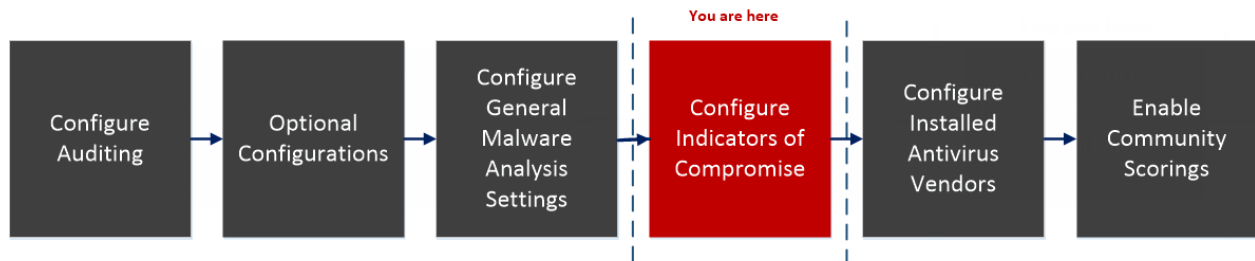 You are here
Configure
Auditing
Optional
Configurations
Configure
General
Malware
Analysis
Settings
Configure
Indicators of
Compromise
Configure
Installed
Antivirus
Vendors
Enable
Community
Scorings